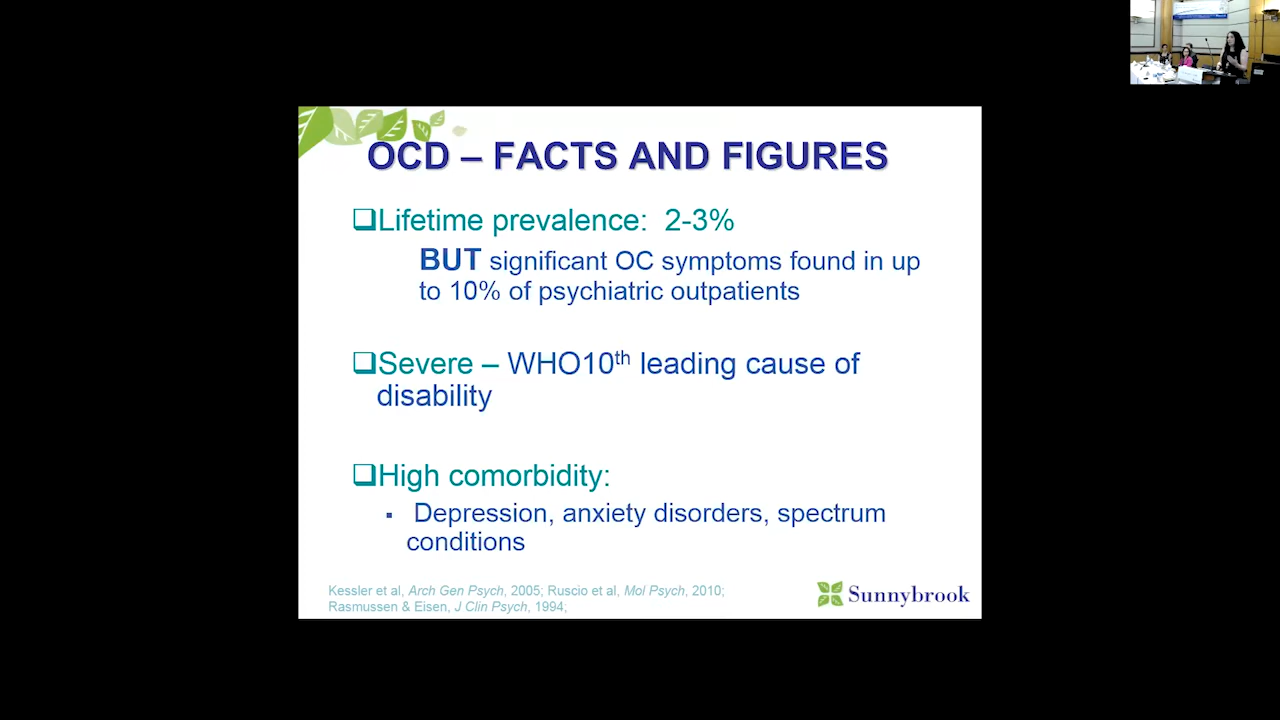 OCD – FACTS AND FIGURES
❑Lifetime prevalence: 2-3%
BUT significant OC symptoms found in up
to 10% of psychiatric outpatients
❑Severe – WHO10th leading cause of
disability
❑High comorbidity:
▪ Depression, anxiety disorders, spectrum
conditions
Kessler et al, Arch Gen Psych, 2005; Ruscio et al, Mol Psych, 2010;
Rasmussen & Eisen, J Clin Psych, 1994;
Sunnybrook